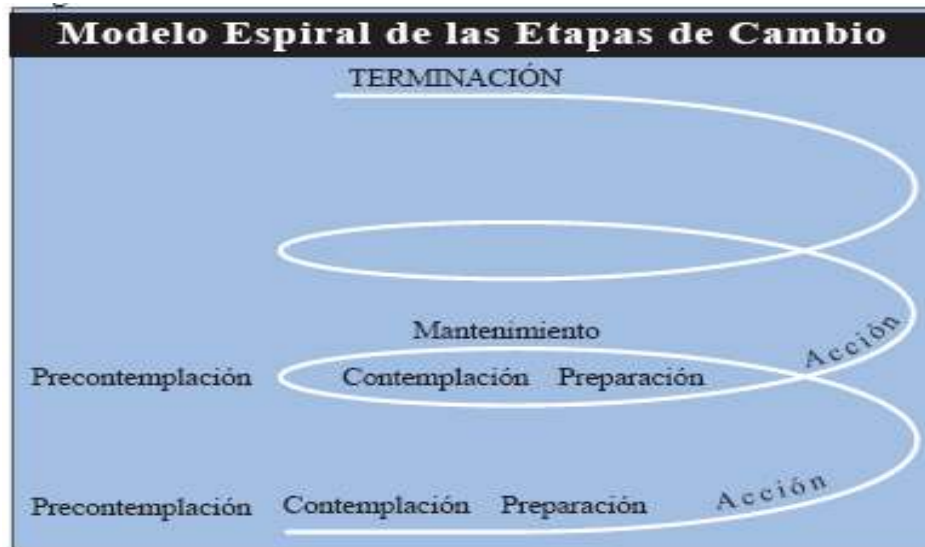 Modelo Espiral de las Etapas de Cambio
TERMINACIÓN
Mantenimiento
Acción
Precontemplación Contemplación Preparación
Acción
Precontemplación Contemplación Preparación